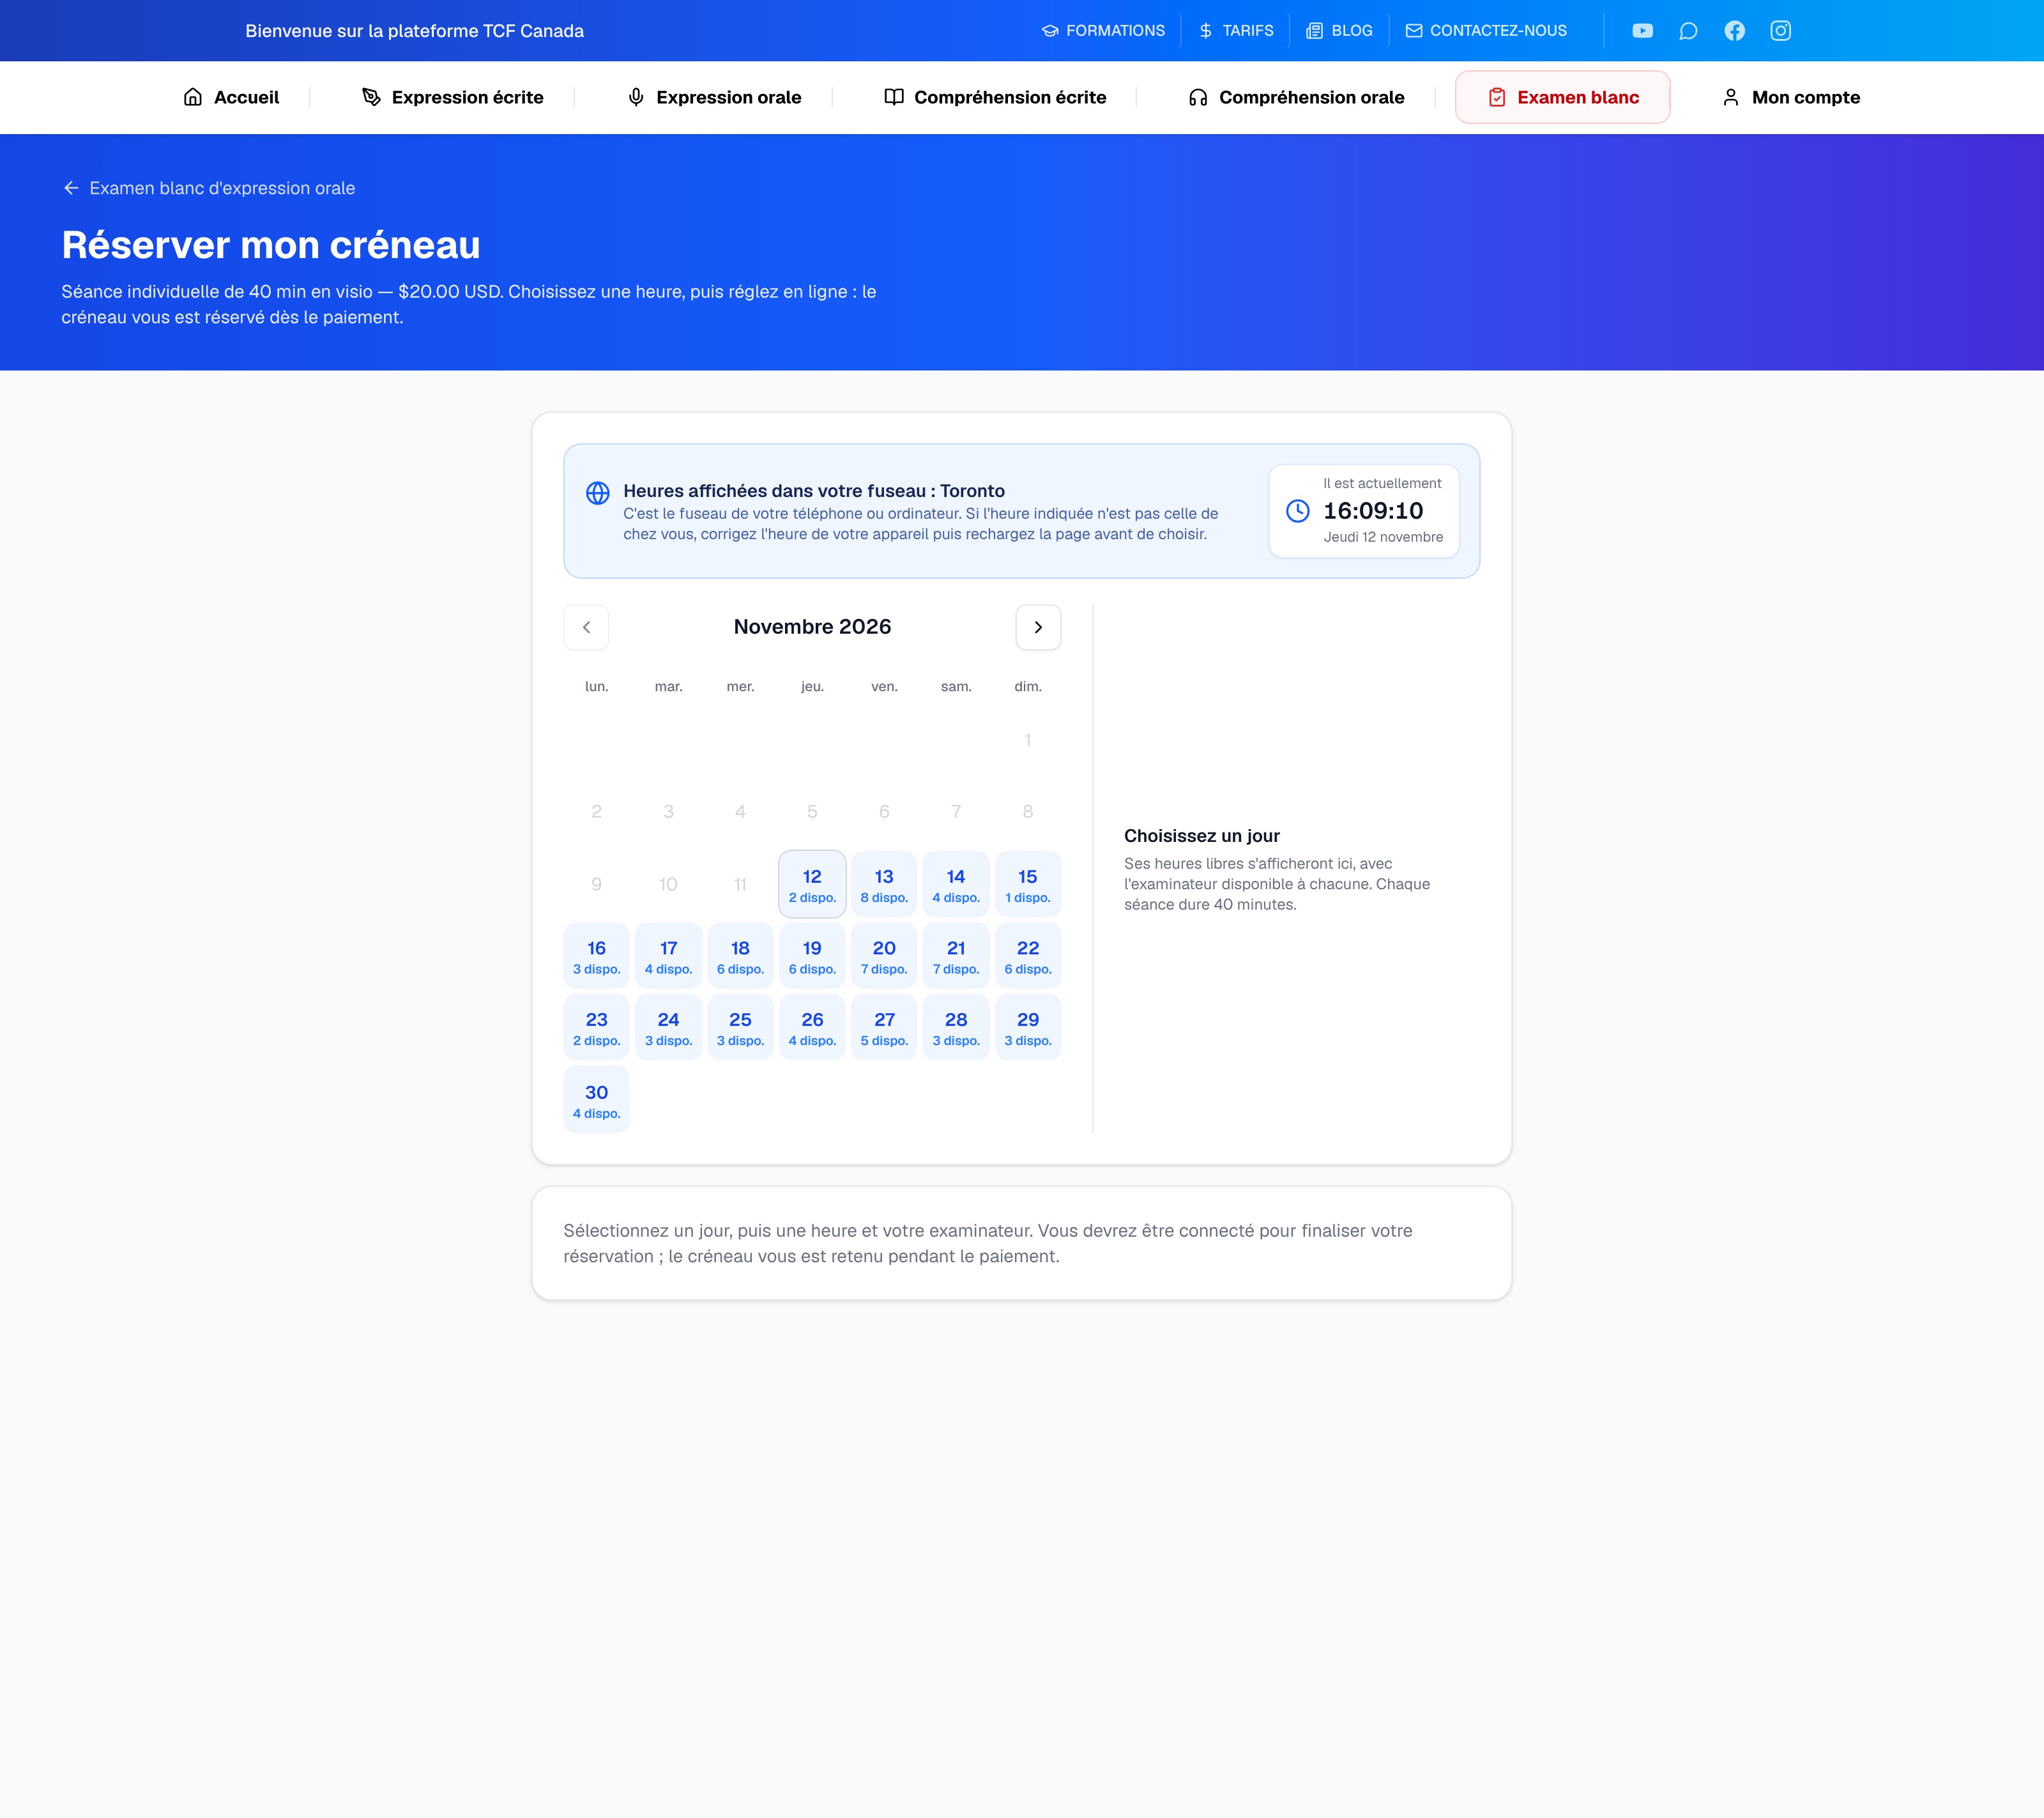 Bienvenue sur la plateforme TCF Canada
FORMATIONS
TARIFS
BLOG
CONTACTEZ-NOUS
Accueil
Expression écrite
Expression orale
Compréhension écrite
Compréhension orale
Examen blanc
Mon compte
Examen blanc d'expression orale
Réserver mon créneau
Séance individuelle de 40 min en visio — $20.00 USD. Choisissez une heure, puis réglez en ligne : le
créneau vous est réservé dès le paiement.
Heures affichées dans votre fuseau : Toronto
C'est le fuseau de votre téléphone ou ordinateur. Si l'heure indiquée n'est pas celle de
chez vous, corrigez l'heure de votre appareil puis rechargez la page avant de choisir.
Il est actuellement
16:09:10
Jeudi 12 novembre
Novembre 2026
lun. mar. mer. jeu. ven. sam. dim.
1
2 3 4 5 6 7 8
9 10 11 12 13 14 15
2 dispo. 8 dispo. 4 dispo. 1 dispo.
16 17 18 19 20 21 22
3 dispo. 4 dispo. 6 dispo. 6 dispo. 7 dispo. 7 dispo. 6 dispo.
23 24 25 26 27 28 29
2 dispo. 3 dispo. 3 dispo. 4 dispo. 5 dispo. 3 dispo. 3 dispo.
30
4 dispo.
Choisissez un jour
Ses heures libres s'afficheront ici, avec
l'examinateur disponible à chacune. Chaque
séance dure 40 minutes.
Sélectionnez un jour, puis une heure et votre examinateur. Vous devrez être connecté pour finaliser votre
réservation ; le créneau vous est retenu pendant le paiement.